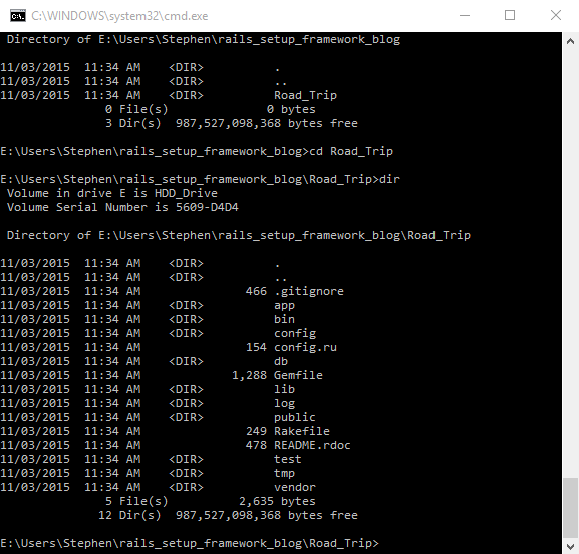 C:\WINDOWS\system32\cmd.exe
Directory of E:\Users\Stephen\rails_setup_framework_blog
11/03/2015  11:34 AM    <DIR>          .
11/03/2015  11:34 AM    <DIR>          ..
11/03/2015  11:34 AM    <DIR>          Road_Trip
0 File(s)              0 bytes
3 Dir(s)  987,527,098,368 bytes free
E:\Users\Stephen\rails_setup_framework_blog>cd Road_Trip
E:\Users\Stephen\rails_setup_framework_blog\Road_Trip>dir
Volume in drive E is HDD_Drive
Volume Serial Number is 5609-D4D4
Directory of E:\Users\Stephen\rails_setup_framework_blog\Road_Trip
11/03/2015  11:34 AM    <DIR>          .
11/03/2015  11:34 AM    <DIR>          ..
11/03/2015  11:34 AM               466 .gitignore
11/03/2015  11:34 AM    <DIR>          app
11/03/2015  11:34 AM    <DIR>          bin
11/03/2015  11:34 AM    <DIR>          config
11/03/2015  11:34 AM               154 config.ru
11/03/2015  11:34 AM    <DIR>          db
11/03/2015  11:34 AM             1,288 Gemfile
11/03/2015  11:34 AM    <DIR>          lib
11/03/2015  11:34 AM    <DIR>          log
11/03/2015  11:34 AM    <DIR>          public
11/03/2015  11:34 AM               249 Rakefile
11/03/2015  11:34 AM               478 README.rdoc
11/03/2015  11:34 AM    <DIR>          test
11/03/2015  11:34 AM    <DIR>          tmp
11/03/2015  11:34 AM    <DIR>          vendor
5 File(s)          2,635 bytes
12 Dir(s)  987,527,098,368 bytes free
E:\Users\Stephen\rails_setup_framework_blog\Road_Trip>